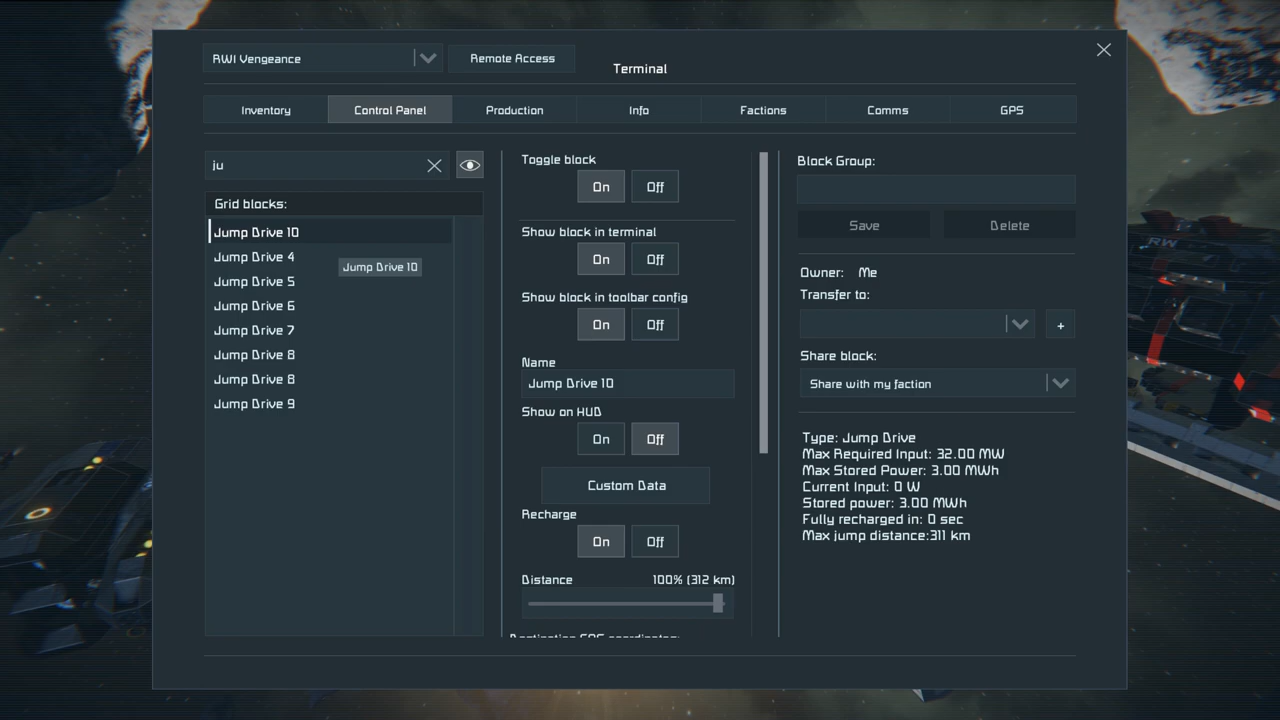 RWI Vengeance
Remote Access
Terminal
Inventory
Control Panel
Production
Info
Factions
Comms
GPS
ju
Grid blocks:
Jump Drive 10
Jump Drive 4
Jump Drive 10
Jump Drive 5
Jump Drive 6
Jump Drive 7
Jump Drive 8
Jump Drive 8
Jump Drive 9
Toggle block
On
Off
Show block in terminal
On
Off
Show block in toolbar config
On
Off
Name
Jump Drive 10
Show on HUD
On
Off
Custom Data
Recharge
On
Off
Distance
100% (312 km)
Block Group:
Save
Delete
Owner: Me
Transfer to:
+
Share block:
Share with my faction
Type: Jump Drive
Max Required Input: 32.00 MW
Max Stored Power: 3.00 MWh
Current Input: 0 W
Stored power: 3.00 MWh
Fully recharged in: 0 sec
Max jump distance:311 km
RW